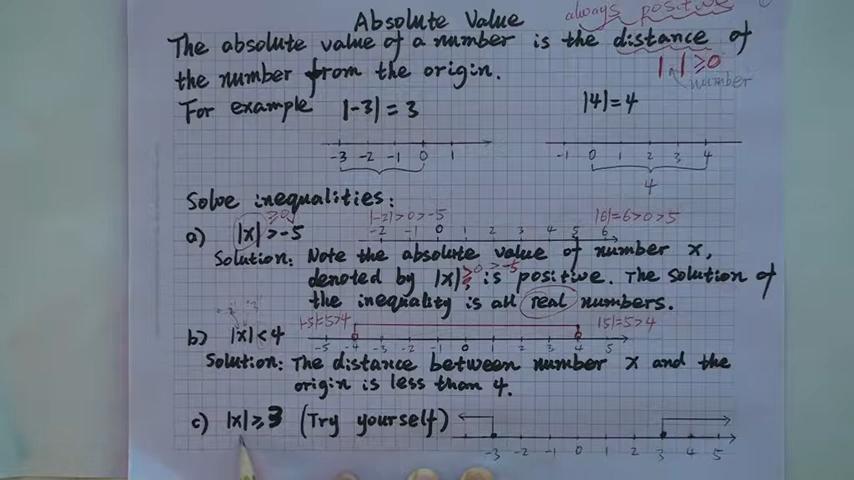 always positive
Absolute Value
The absolute value of a number is the distance of
the number from the origin.
| | ≥0
number
For example |-3| = 3 |4| = 4
-3 -2 -1 0 1 -1 0 1 2 3 4
4
Solve inequalities:
≥0
a) |x| > -5
|-2|>0>-5 |6|=6>0>5
-2 -1 0 1 2 3 4 5 6
Solution: Note the absolute value of number x,
denoted by |x|, ≥0 >-5 is positive. The solution of
the inequality is all real numbers.
|-5|=5>4 |5|=5>4
b) |x| < 4
-5 -4 -3 -2 -1 0 1 2 3 4 5
Solution: The distance between number x and the
origin is less than 4.
c) |x| ≥ 3 (Try yourself)
-3 -2 -1 0 1 2 3 4 5